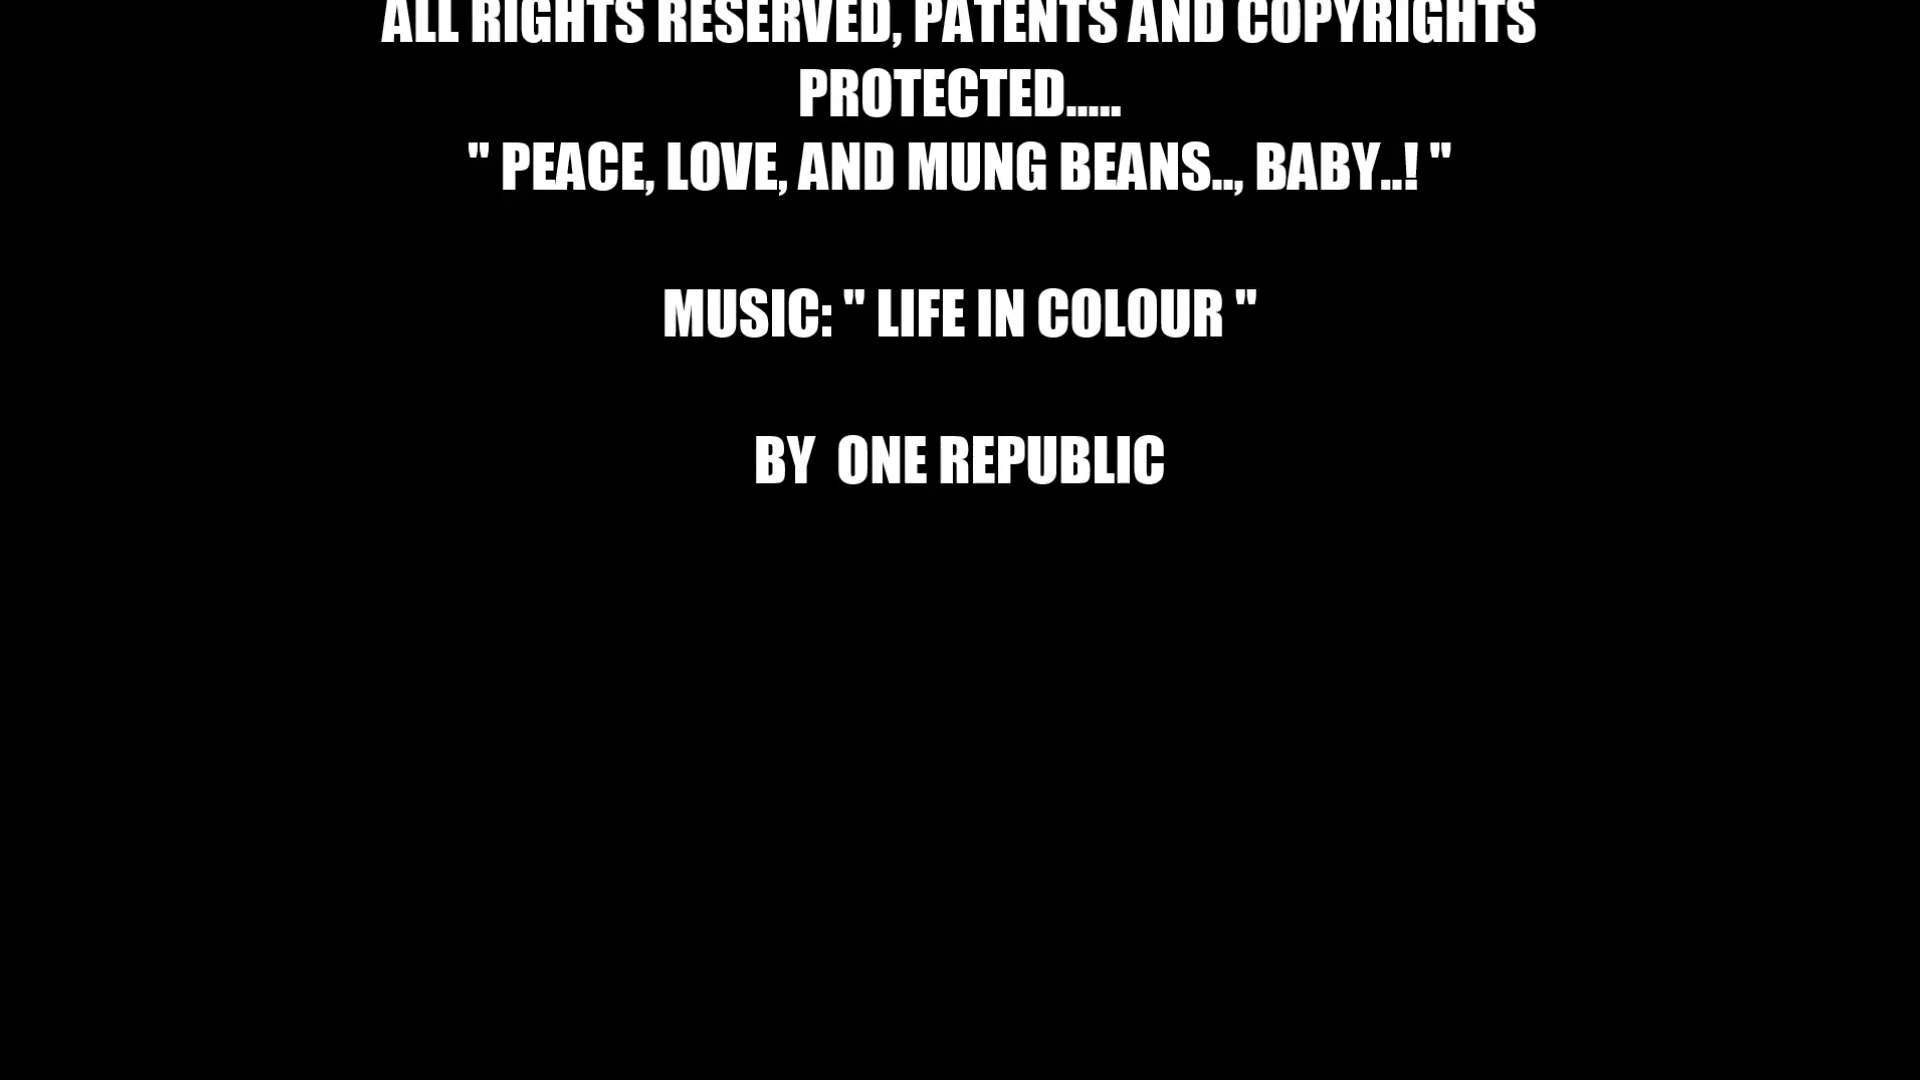 ALL RIGHTS RESERVED, PATENTS AND COPYRIGHTS
PROTECTED.....
" PEACE, LOVE, AND MUNG BEANS.., BABY..! "
MUSIC: " LIFE IN COLOUR "
BY  ONE REPUBLIC